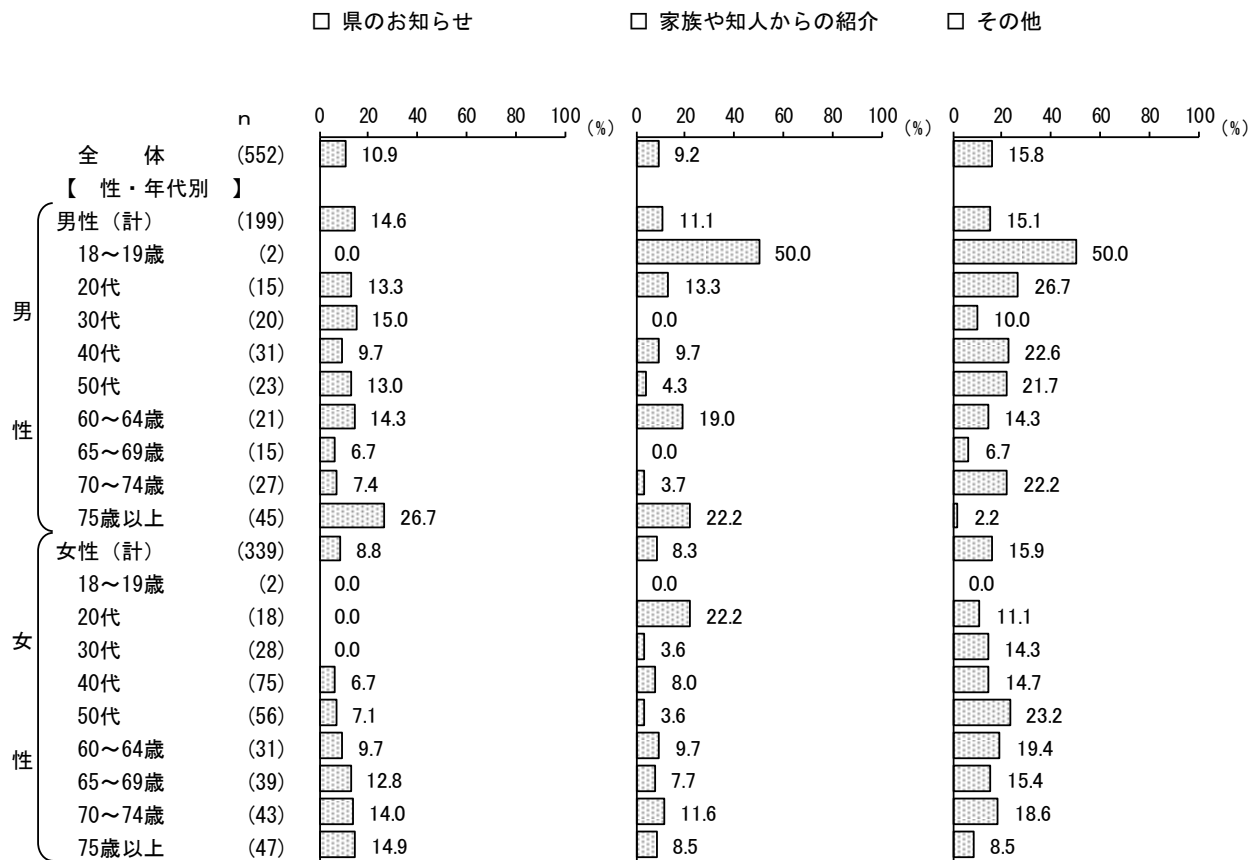 □ 県のお知らせ □ 家族や知人からの紹介 □ その他
n 0 20 40 60 80 100 (%) 0 20 40 60 80 100 (%) 0 20 40 60 80 100 (%)
全 体 (552) 10.9 9.2 15.8
【 性・年代別 】
男性（計） (199) 14.6 11.1 15.1
18～19歳 (2) 0.0 50.0 50.0
20代 (15) 13.3 13.3 26.7
男
30代 (20) 15.0 0.0 10.0
40代 (31) 9.7 9.7 22.6
50代 (23) 13.0 4.3 21.7
性
60～64歳 (21) 14.3 19.0 14.3
65～69歳 (15) 6.7 0.0 6.7
70～74歳 (27) 7.4 3.7 22.2
75歳以上 (45) 26.7 22.2 2.2
女性（計） (339) 8.8 8.3 15.9
18～19歳 (2) 0.0 0.0 0.0
20代 (18) 0.0 22.2 11.1
女
30代 (28) 0.0 3.6 14.3
40代 (75) 6.7 8.0 14.7
50代 (56) 7.1 3.6 23.2
60～64歳 (31) 9.7 9.7 19.4
性
65～69歳 (39) 12.8 7.7 15.4
70～74歳 (43) 14.0 11.6 18.6
75歳以上 (47) 14.9 8.5 8.5